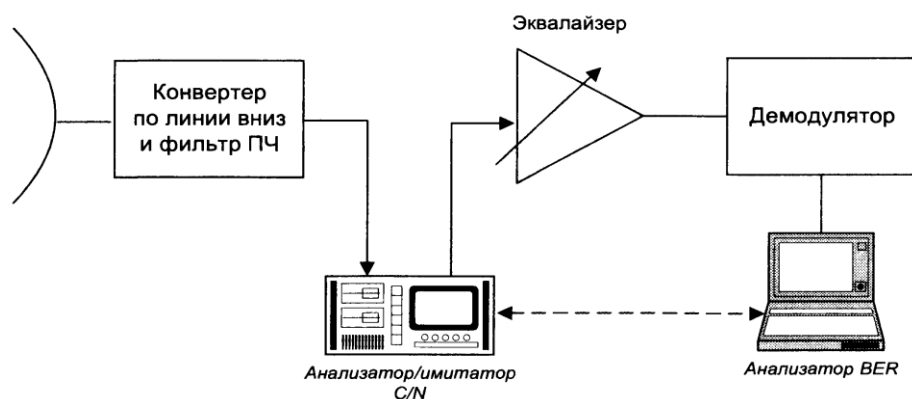 Эквалайзер
Конвертер
по линии вниз
и фильтр ПЧ
Демодулятор
Анализатор/имитатор
C/N
Анализатор BER